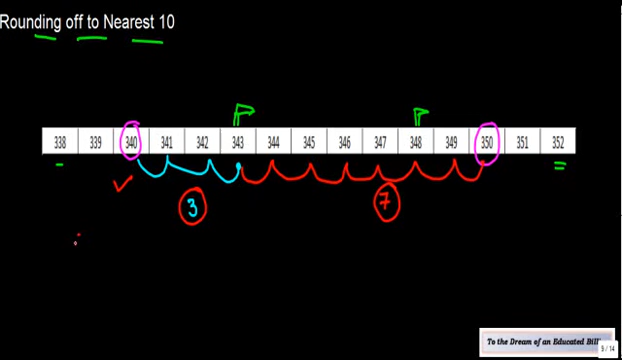 Rounding off to Nearest 10
338 339 340 341 342 343 344 345 346 347 348 349 350 351 352
3 7
To the Dream of an Educated
9 / 14